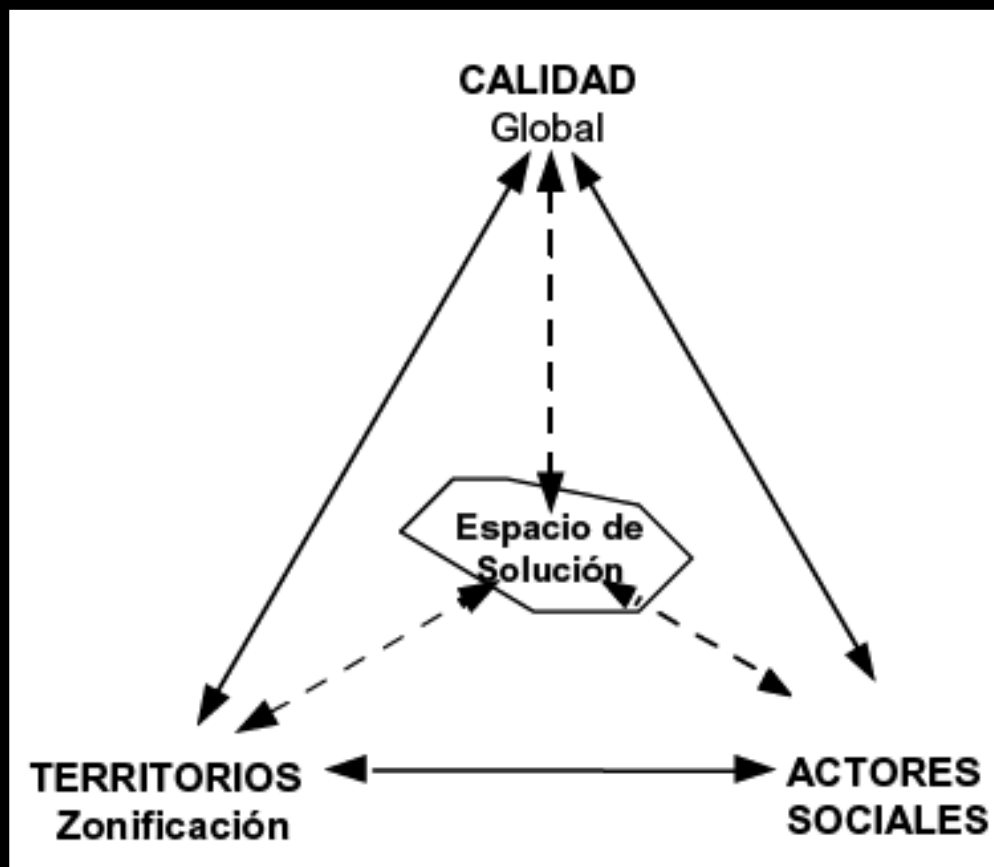 CALIDAD
Global
Espacio de
Solución
TERRITORIOS
Zonificación
ACTORES
SOCIALES